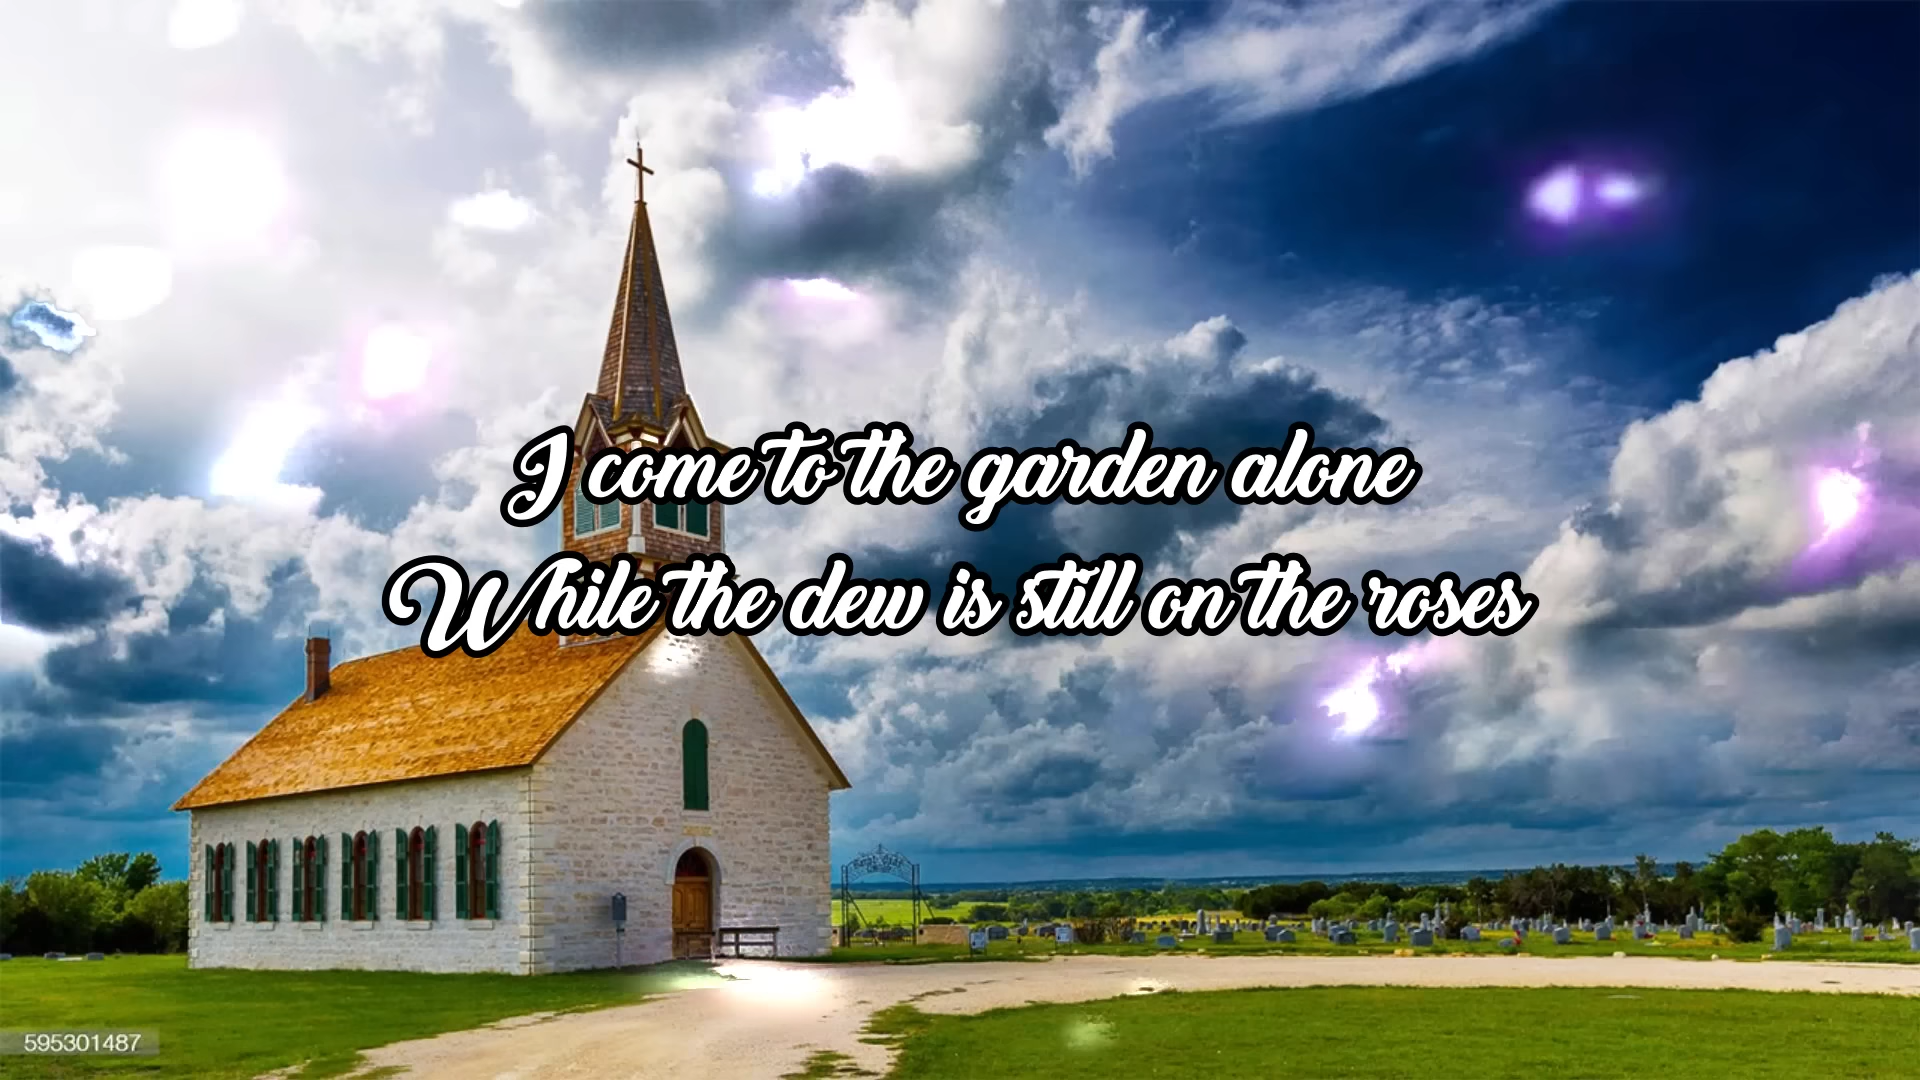 I come to the garden alone
While the dew is still on the roses
595301487